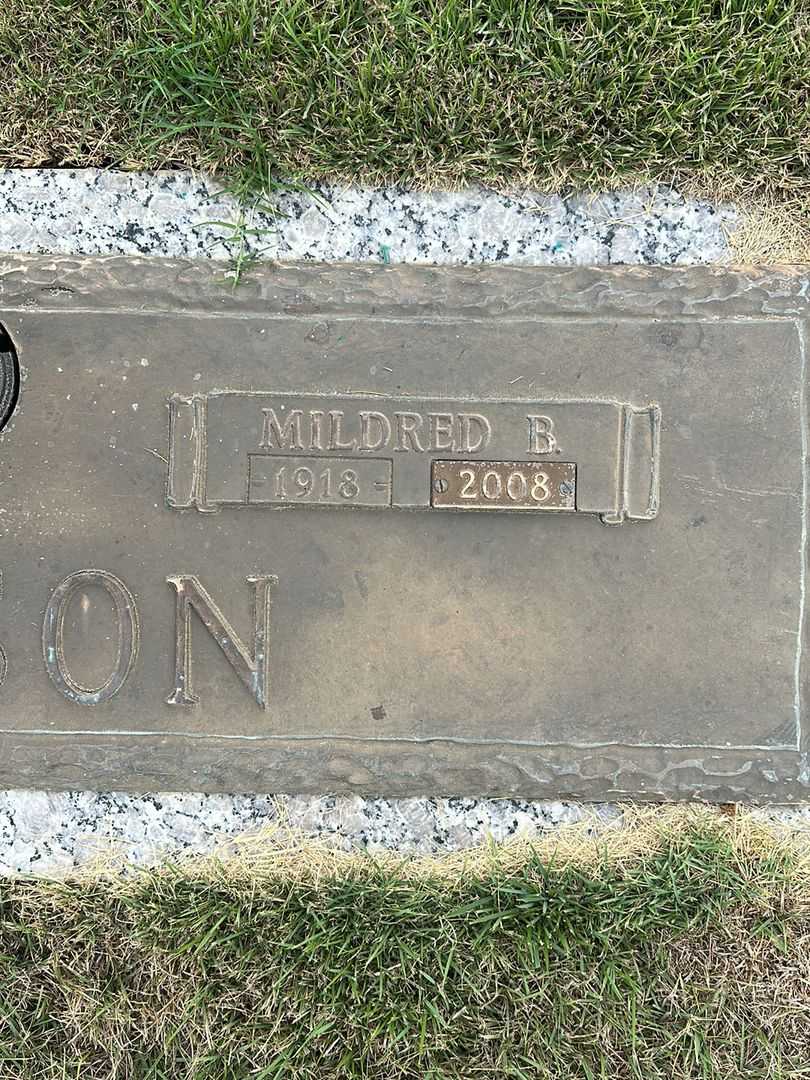 MILDRED B.
- 1918 - 2008
ON